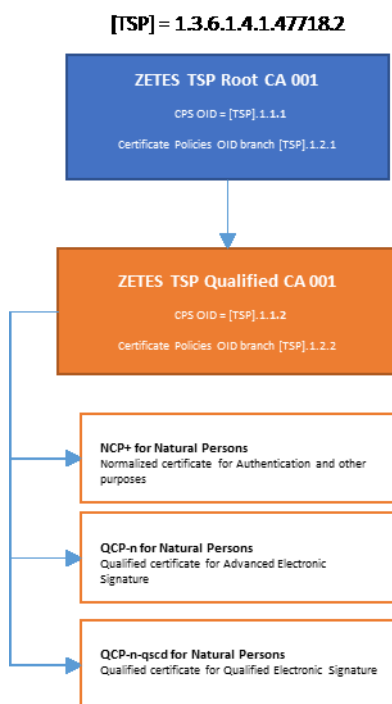 [TSP] = 1.3.6.1.4.1.47718.2
ZETES TSP Root CA 001
CPS OID = [TSP].1.1.1
Certificate Policies OID branch [TSP].1.2.1
ZETES TSP Qualified CA 001
CPS OID = [TSP].1.1.2
Certificate Policies OID branch [TSP].1.2.2
NCP+ for Natural Persons
Normalized certificate for Authentication and other
purposes
QCP-n for Natural Persons
Qualified certificate for Advanced Electronic
Signature
QCP-n-qscd for Natural Persons
Qualified certificate for Qualified Electronic Signature